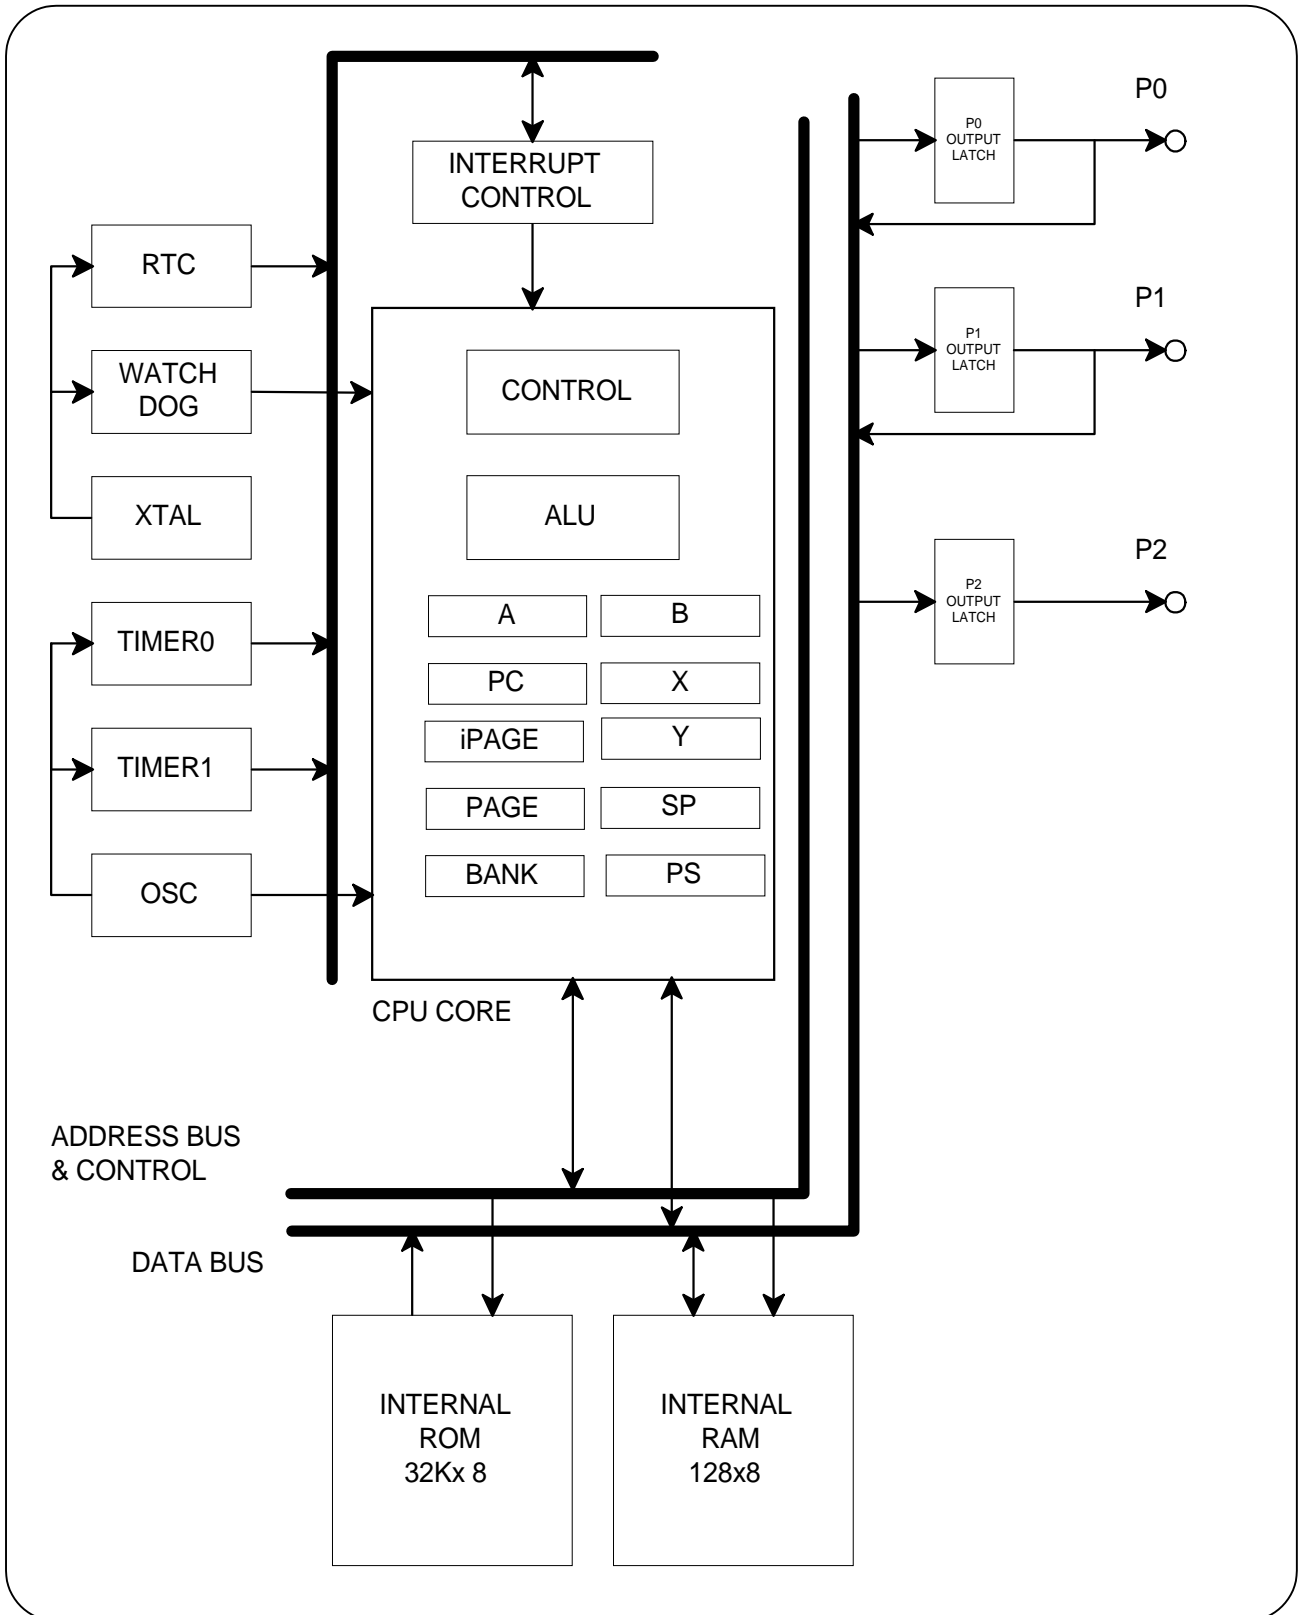 P0
P0
OUTPUT
LATCH
INTERRUPT
CONTROL
RTC
P1
P1
OUTPUT
LATCH
WATCH
DOG
CONTROL
XTAL
ALU
P2
P2
OUTPUT
LATCH
TIMER0
A
B
PC
X
iPAGE
Y
TIMER1
PAGE
SP
BANK
PS
OSC
CPU CORE
ADDRESS BUS
& CONTROL
DATA BUS
INTERNAL
ROM
32Kx 8
INTERNAL
RAM
128x8